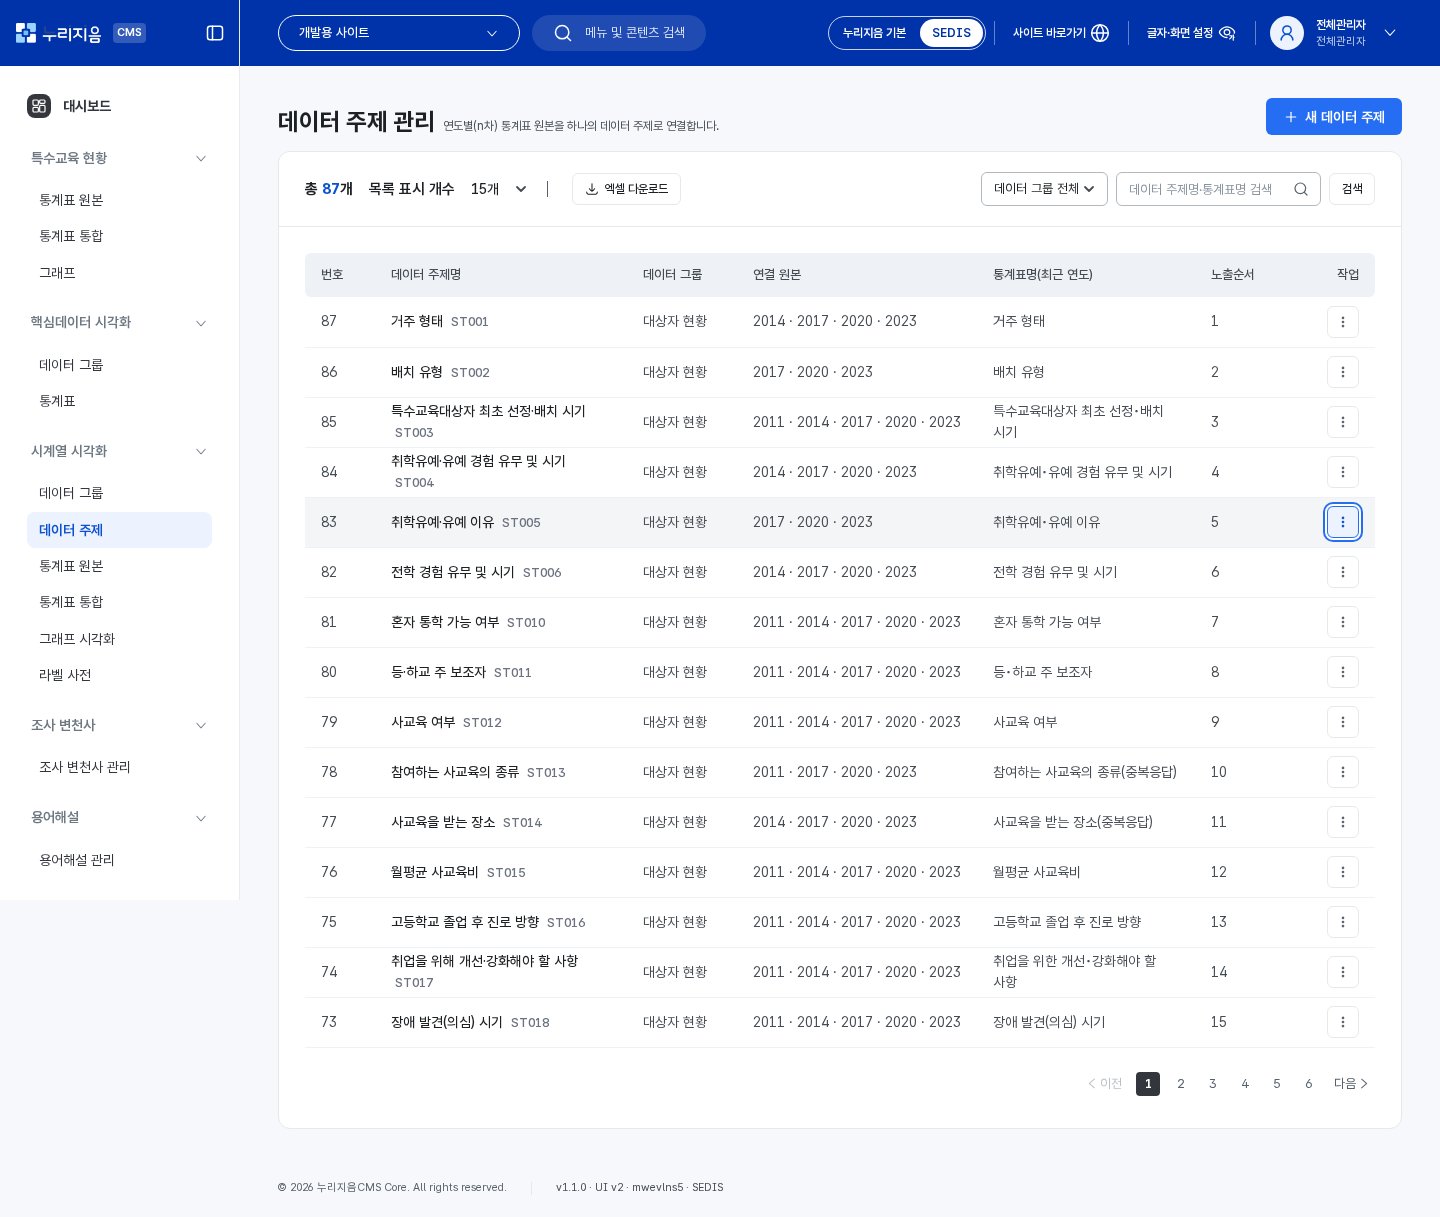 누리지음 CMS
개발용 사이트
메뉴 및 콘텐츠 검색
누리지음 기본 SEDIS
사이트 바로가기
글자·화면 설정
전체관리자
전체관리자
대시보드
특수교육 현황
통계표 원본
통계표 통합
그래프
핵심데이터 시각화
데이터 그룹
통계표
시계열 시각화
데이터 그룹
데이터 주제
통계표 원본
통계표 통합
그래프 시각화
라벨 사전
조사 변천사
조사 변천사 관리
용어해설
용어해설 관리
데이터 주제 관리 연도별(n차) 통계표 원본을 하나의 데이터 주제로 연결합니다.
새 데이터 주제
총 87개 목록 표시 개수 15개 엑셀 다운로드
데이터 그룹 전체 데이터 주제명·통계표명 검색 검색
번호 데이터 주제명 데이터 그룹 연결 원본 통계표명(최근 연도) 노출순서 작업
87 거주 형태 ST001 대상자 현황 2014 · 2017 · 2020 · 2023 거주 형태 1
86 배치 유형 ST002 대상자 현황 2017 · 2020 · 2023 배치 유형 2
85 특수교육대상자 최초 선정·배치 시기 ST003 대상자 현황 2011 · 2014 · 2017 · 2020 · 2023 특수교육대상자 최초 선정·배치 시기 3
84 취학유예·유예 경험 유무 및 시기 ST004 대상자 현황 2014 · 2017 · 2020 · 2023 취학유예·유예 경험 유무 및 시기 4
83 취학유예·유예 이유 ST005 대상자 현황 2017 · 2020 · 2023 취학유예·유예 이유 5
82 전학 경험 유무 및 시기 ST006 대상자 현황 2014 · 2017 · 2020 · 2023 전학 경험 유무 및 시기 6
81 혼자 통학 가능 여부 ST010 대상자 현황 2011 · 2014 · 2017 · 2020 · 2023 혼자 통학 가능 여부 7
80 등·하교 주 보조자 ST011 대상자 현황 2011 · 2014 · 2017 · 2020 · 2023 등·하교 주 보조자 8
79 사교육 여부 ST012 대상자 현황 2011 · 2014 · 2017 · 2020 · 2023 사교육 여부 9
78 참여하는 사교육의 종류 ST013 대상자 현황 2011 · 2017 · 2020 · 2023 참여하는 사교육의 종류(중복응답) 10
77 사교육을 받는 장소 ST014 대상자 현황 2014 · 2017 · 2020 · 2023 사교육을 받는 장소(중복응답) 11
76 월평균 사교육비 ST015 대상자 현황 2011 · 2014 · 2017 · 2020 · 2023 월평균 사교육비 12
75 고등학교 졸업 후 진로 방향 ST016 대상자 현황 2011 · 2014 · 2017 · 2020 · 2023 고등학교 졸업 후 진로 방향 13
74 취업을 위해 개선·강화해야 할 사항 ST017 대상자 현황 2011 · 2014 · 2017 · 2020 · 2023 취업을 위한 개선·강화해야 할 사항 14
73 장애 발견(의심) 시기 ST018 대상자 현황 2011 · 2014 · 2017 · 2020 · 2023 장애 발견(의심) 시기 15
이전 1 2 3 4 5 6 다음
© 2026 누리지음CMS Core. All rights reserved. v1.1.0 · UI v2 · mwevlns5 · SEDIS